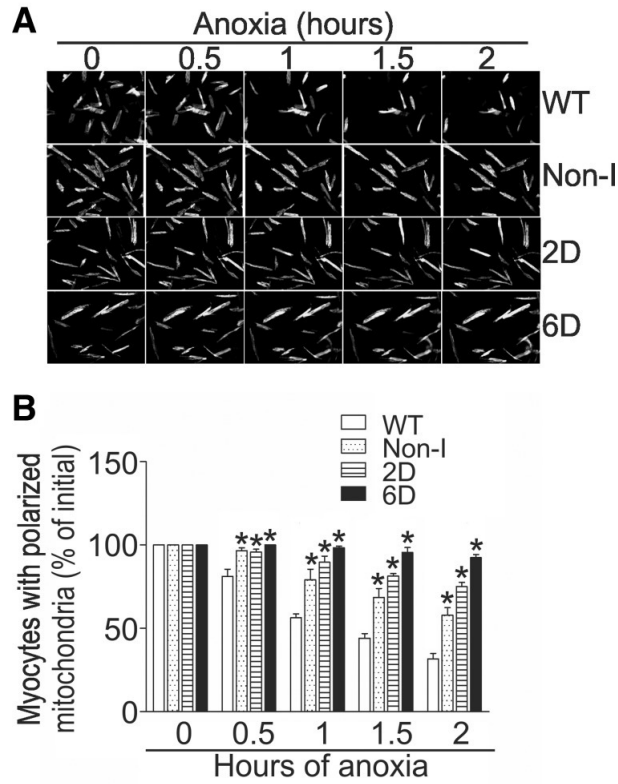 A
Anoxia (hours)
0 0.5 1 1.5 2
WT
Non-I
2D
6D
B
WT
Non-I
2D
6D
Myocytes with polarized
mitochondria (% of initial)
150
100
50
0
* * * * * * * * * * * *
0 0.5 1 1.5 2
Hours of anoxia